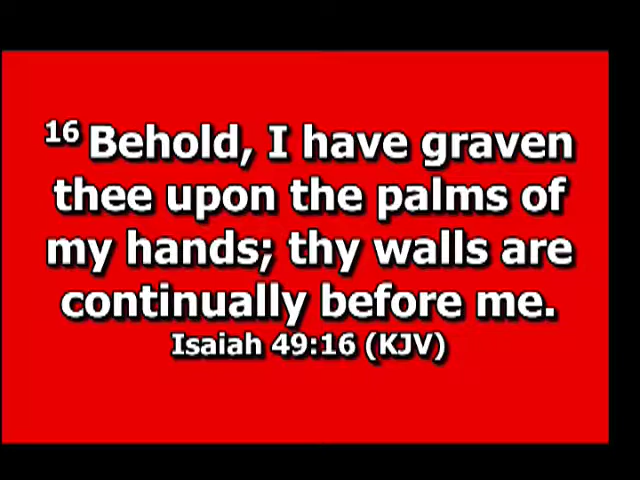 16 Behold, I have graven
thee upon the palms of
my hands; thy walls are
continually before me.
Isaiah 49:16 (KJV)